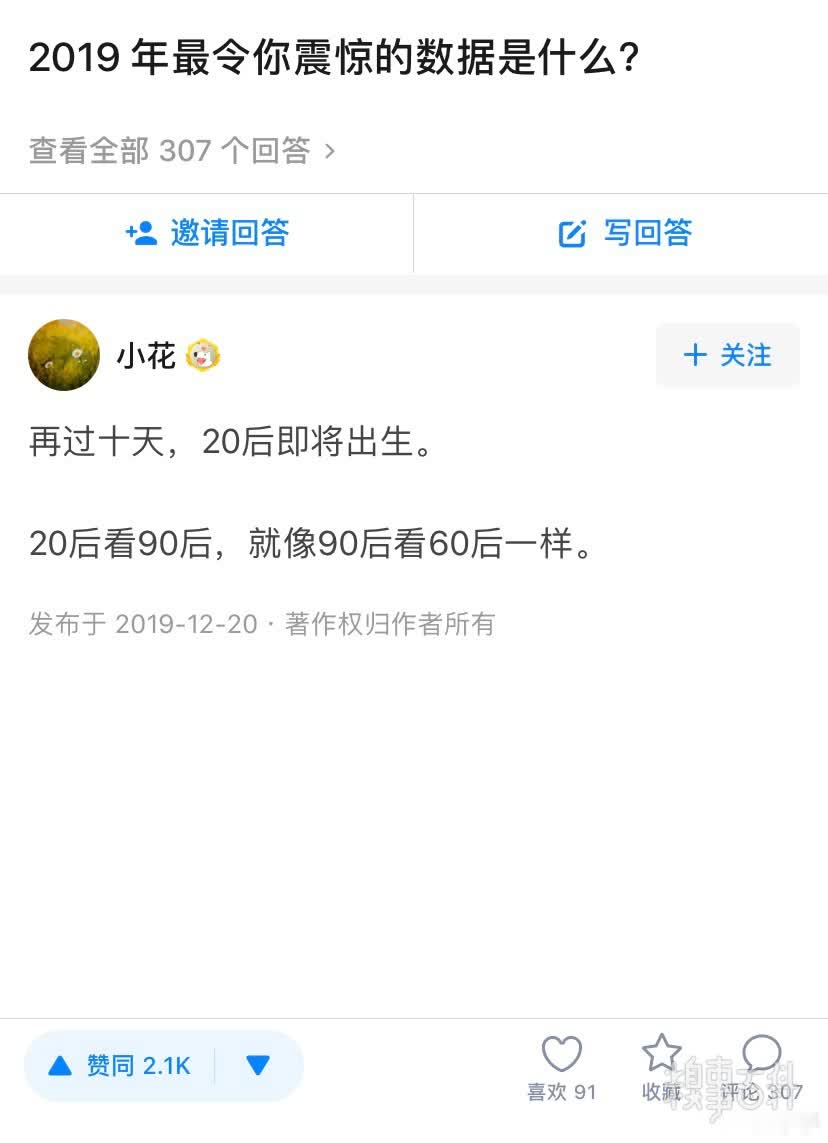 2019 年最令你震惊的数据是什么?
查看全部 307 个回答 >
邀请回答
写回答
小花
+ 关注
再过十天，20后即将出生。
20后看90后，就像90后看60后一样。
发布于 2019-12-20 · 著作权归作者所有
赞同 2.1K
喜欢 91
收藏
评论 307